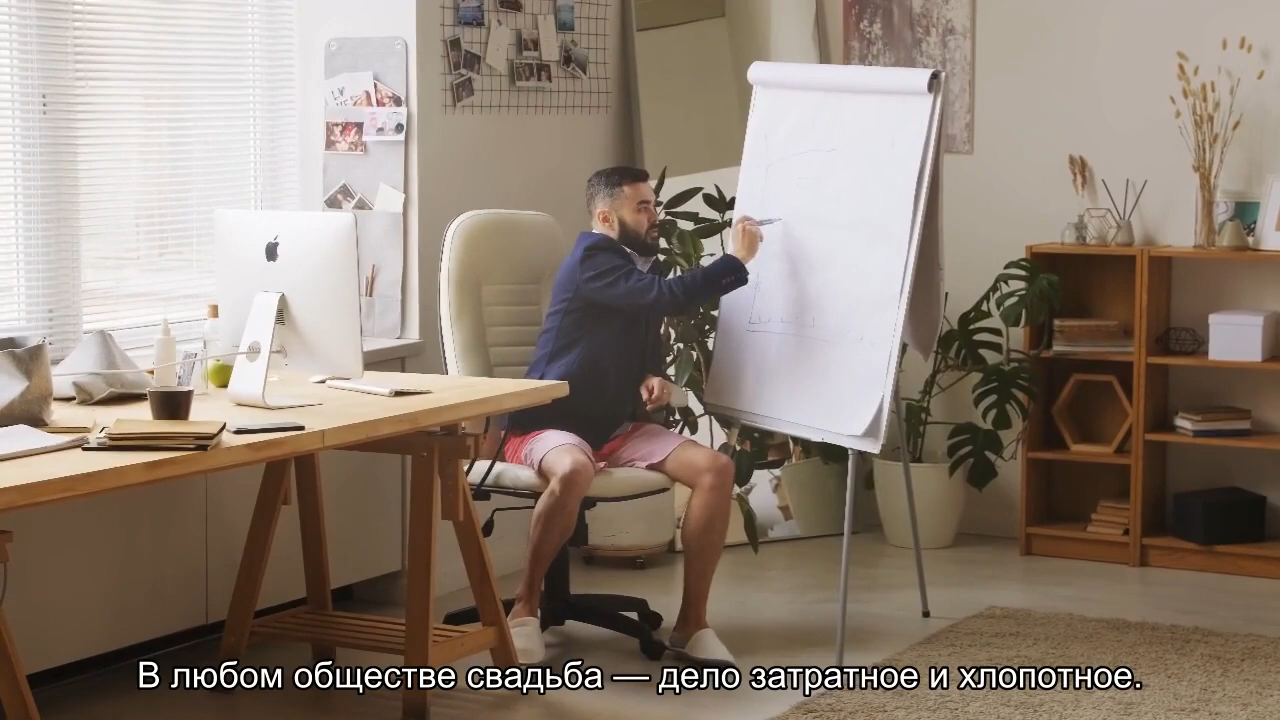 В любом обществе свадьба — дело затратное и хлопотное.